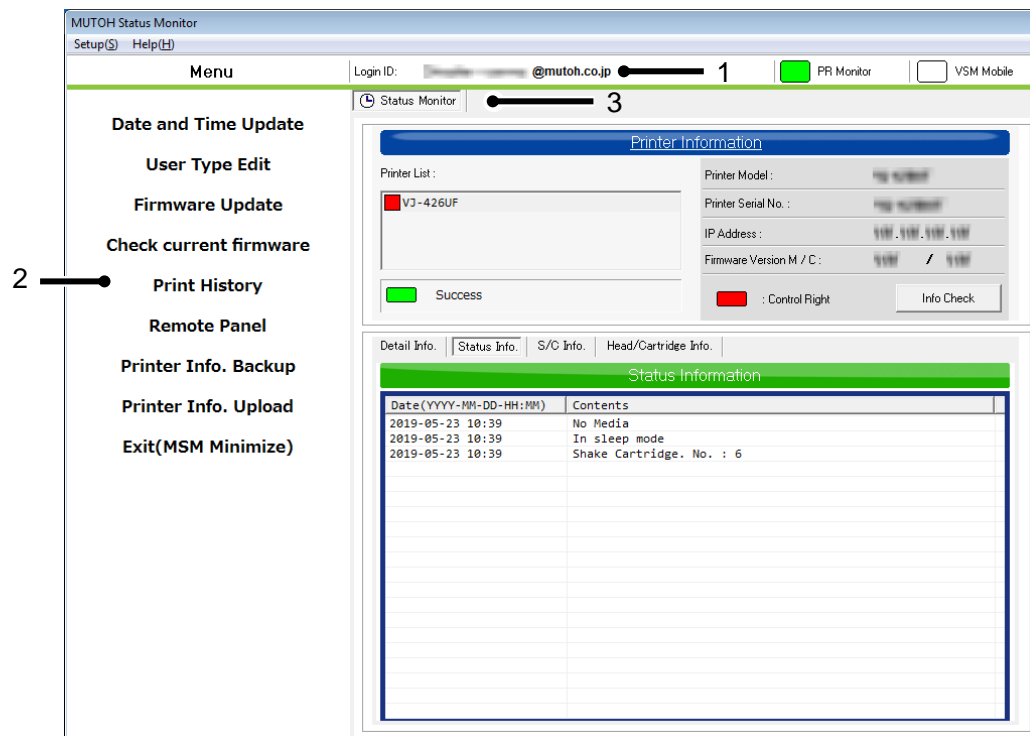 MUTOH Status Monitor
Setup(S) Help(H)
Menu
Login ID: @mutoh.co.jp 1 PR Monitor VSM Mobile
Status Monitor 3
Date and Time Update
User Type Edit
Firmware Update
Check current firmware
2 Print History
Remote Panel
Printer Info. Backup
Printer Info. Upload
Exit(MSM Minimize)
Printer Information
Printer List :
VJ-426UF
Success
Printer Model :
Printer Serial No. :
IP Address :
Firmware Version M / C : /
: Control Right Info Check
Detail Info. Status Info. S/C Info. Head/Cartridge Info.
Status Information
Date(YYYY-MM-DD-HH:MM) Contents
2019-05-23 10:39 No Media
2019-05-23 10:39 In sleep mode
2019-05-23 10:39 Shake Cartridge. No. : 6